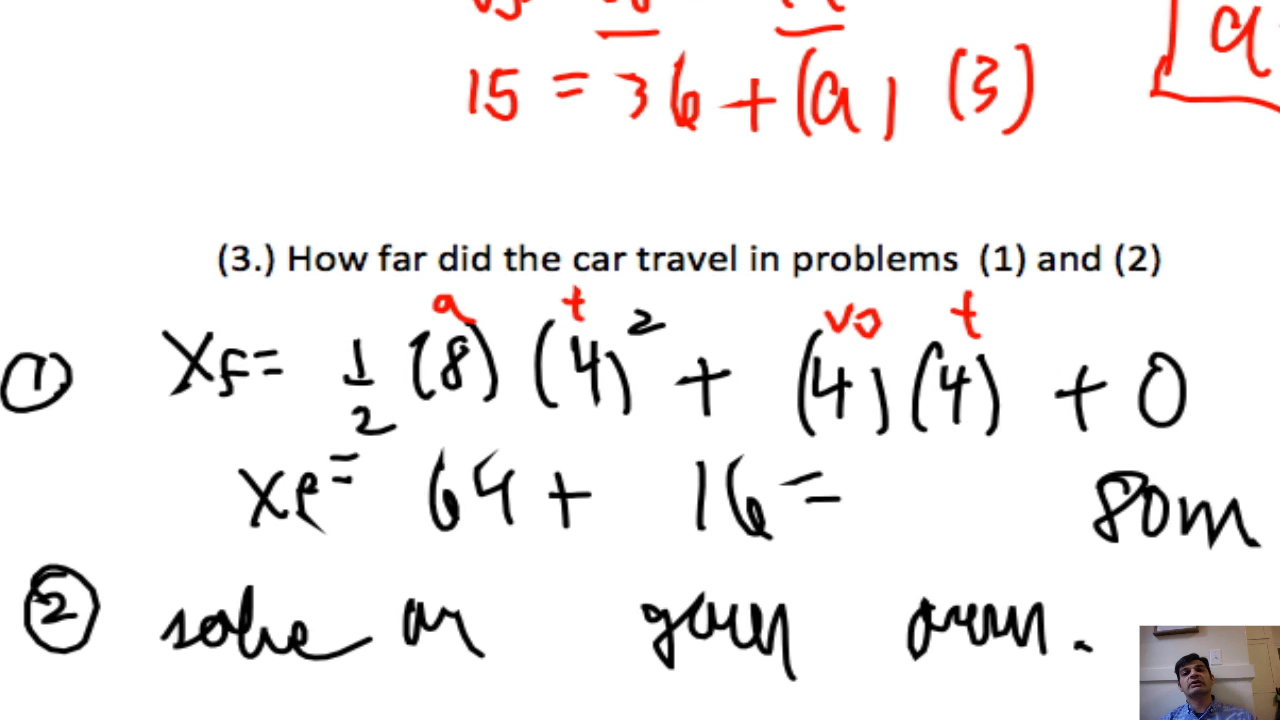 15 = 36 + (a) (3)
a
(3.) How far did the car travel in problems (1) and (2)
a t v0 t
① Xf = 1/2 (8) (4)² + (4) (4) + 0
xf = 64 + 16 = 80m
② solve on your own.